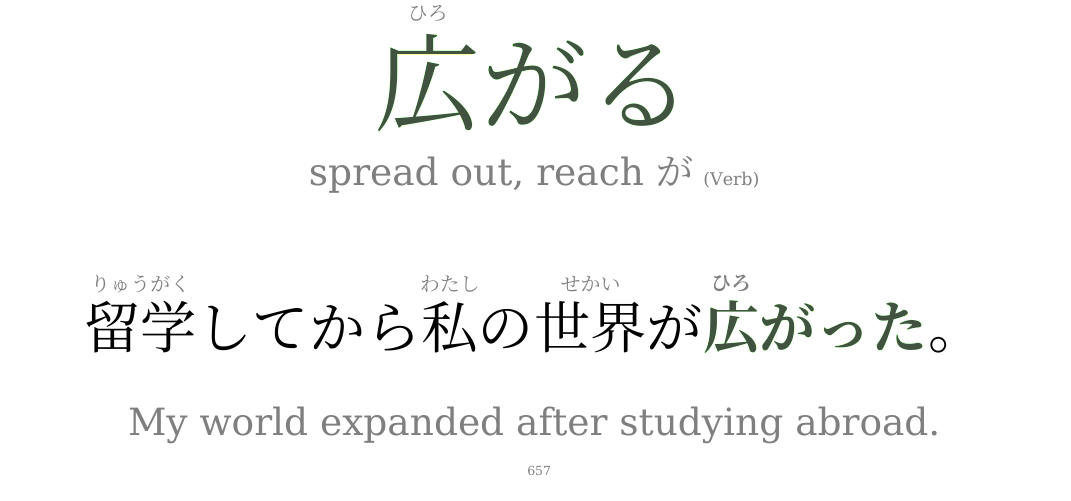 ひろ
広がる
spread out, reach が (Verb)
りゅうがく わたし せかい ひろ
留学してから私の世界が広がった。
My world expanded after studying abroad.
657